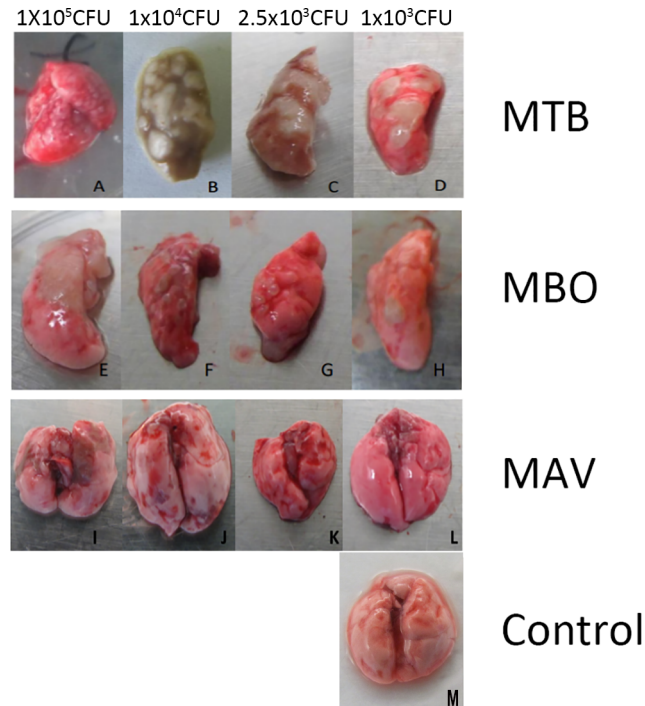 1X10⁵CFU 1x10⁴CFU 2.5x10³CFU 1x10³CFU
A B C D MTB
E F G H MBO
I J K L MAV
M Control